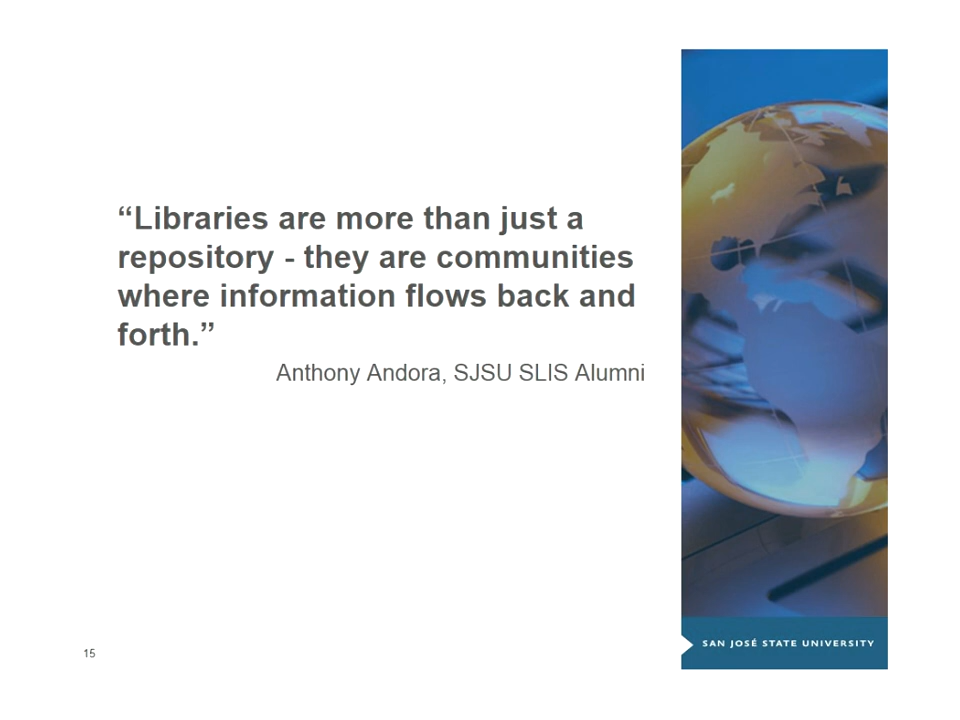 “Libraries are more than just a
repository - they are communities
where information flows back and
forth.”
Anthony Andora, SJSU SLIS Alumni
SAN JOSÉ STATE UNIVERSITY
15